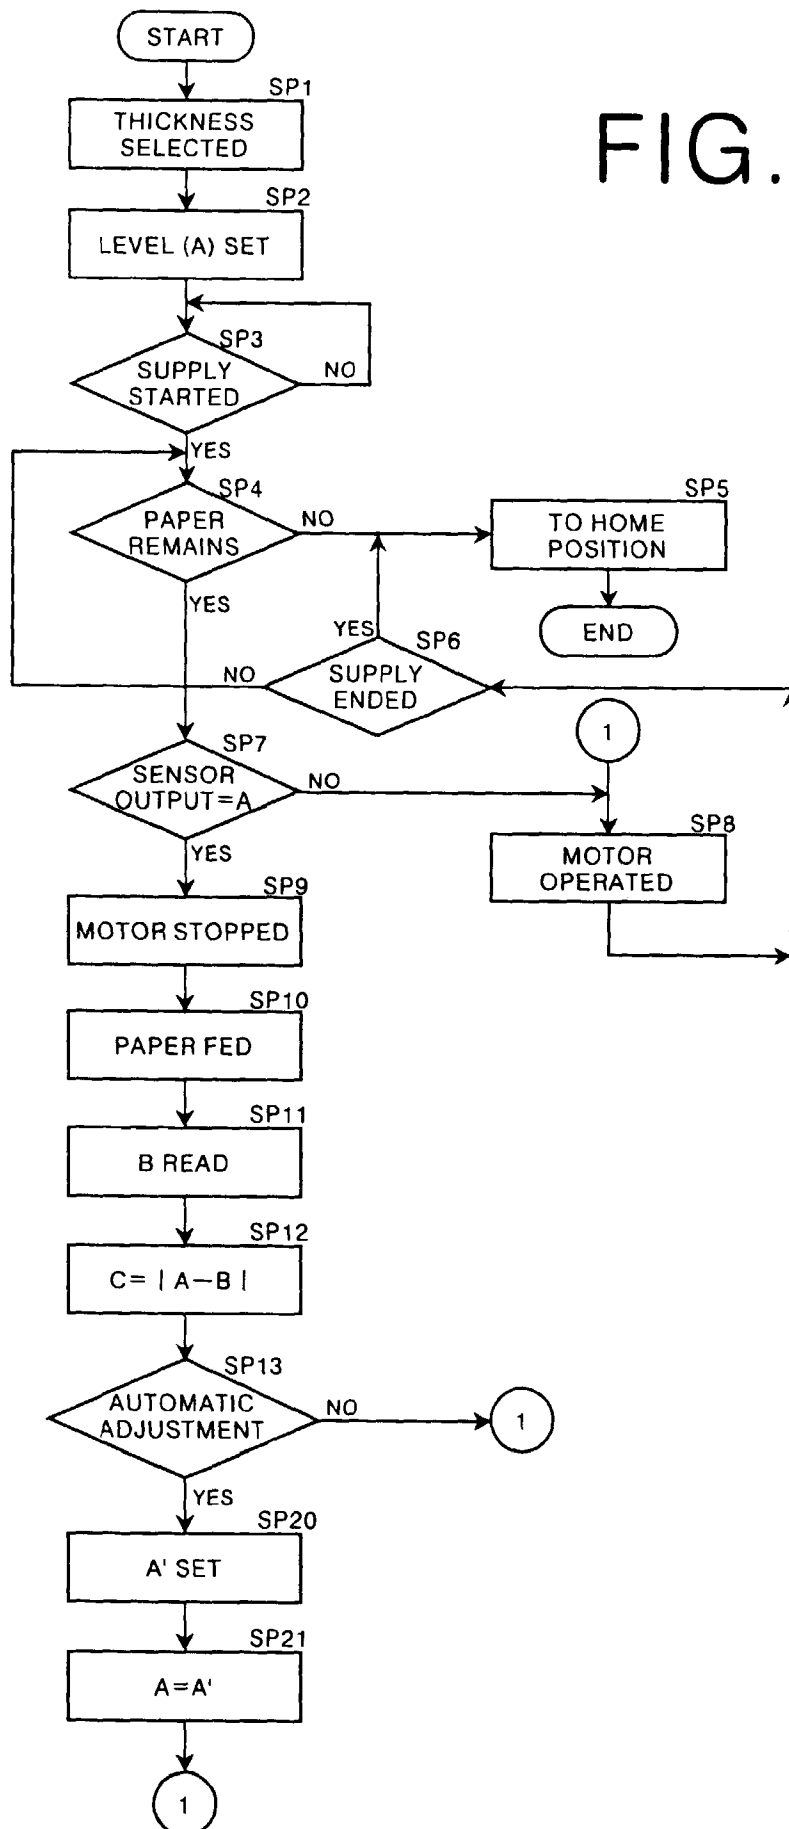 START
SP1
THICKNESS
SELECTED
FIG.
SP2
LEVEL (A) SET
SP3
SUPPLY
STARTED
NO
YES
SP4
PAPER
REMAINS
NO
SP5
TO HOME
POSITION
YES
END
YES
SP6
SUPPLY
ENDED
NO
1
SP7
SENSOR
OUTPUT=A
NO
SP8
MOTOR
OPERATED
YES
SP9
MOTOR STOPPED
SP10
PAPER FED
SP11
B READ
SP12
C= | A-B |
SP13
AUTOMATIC
ADJUSTMENT
NO
1
YES
SP20
A' SET
SP21
A=A'
1